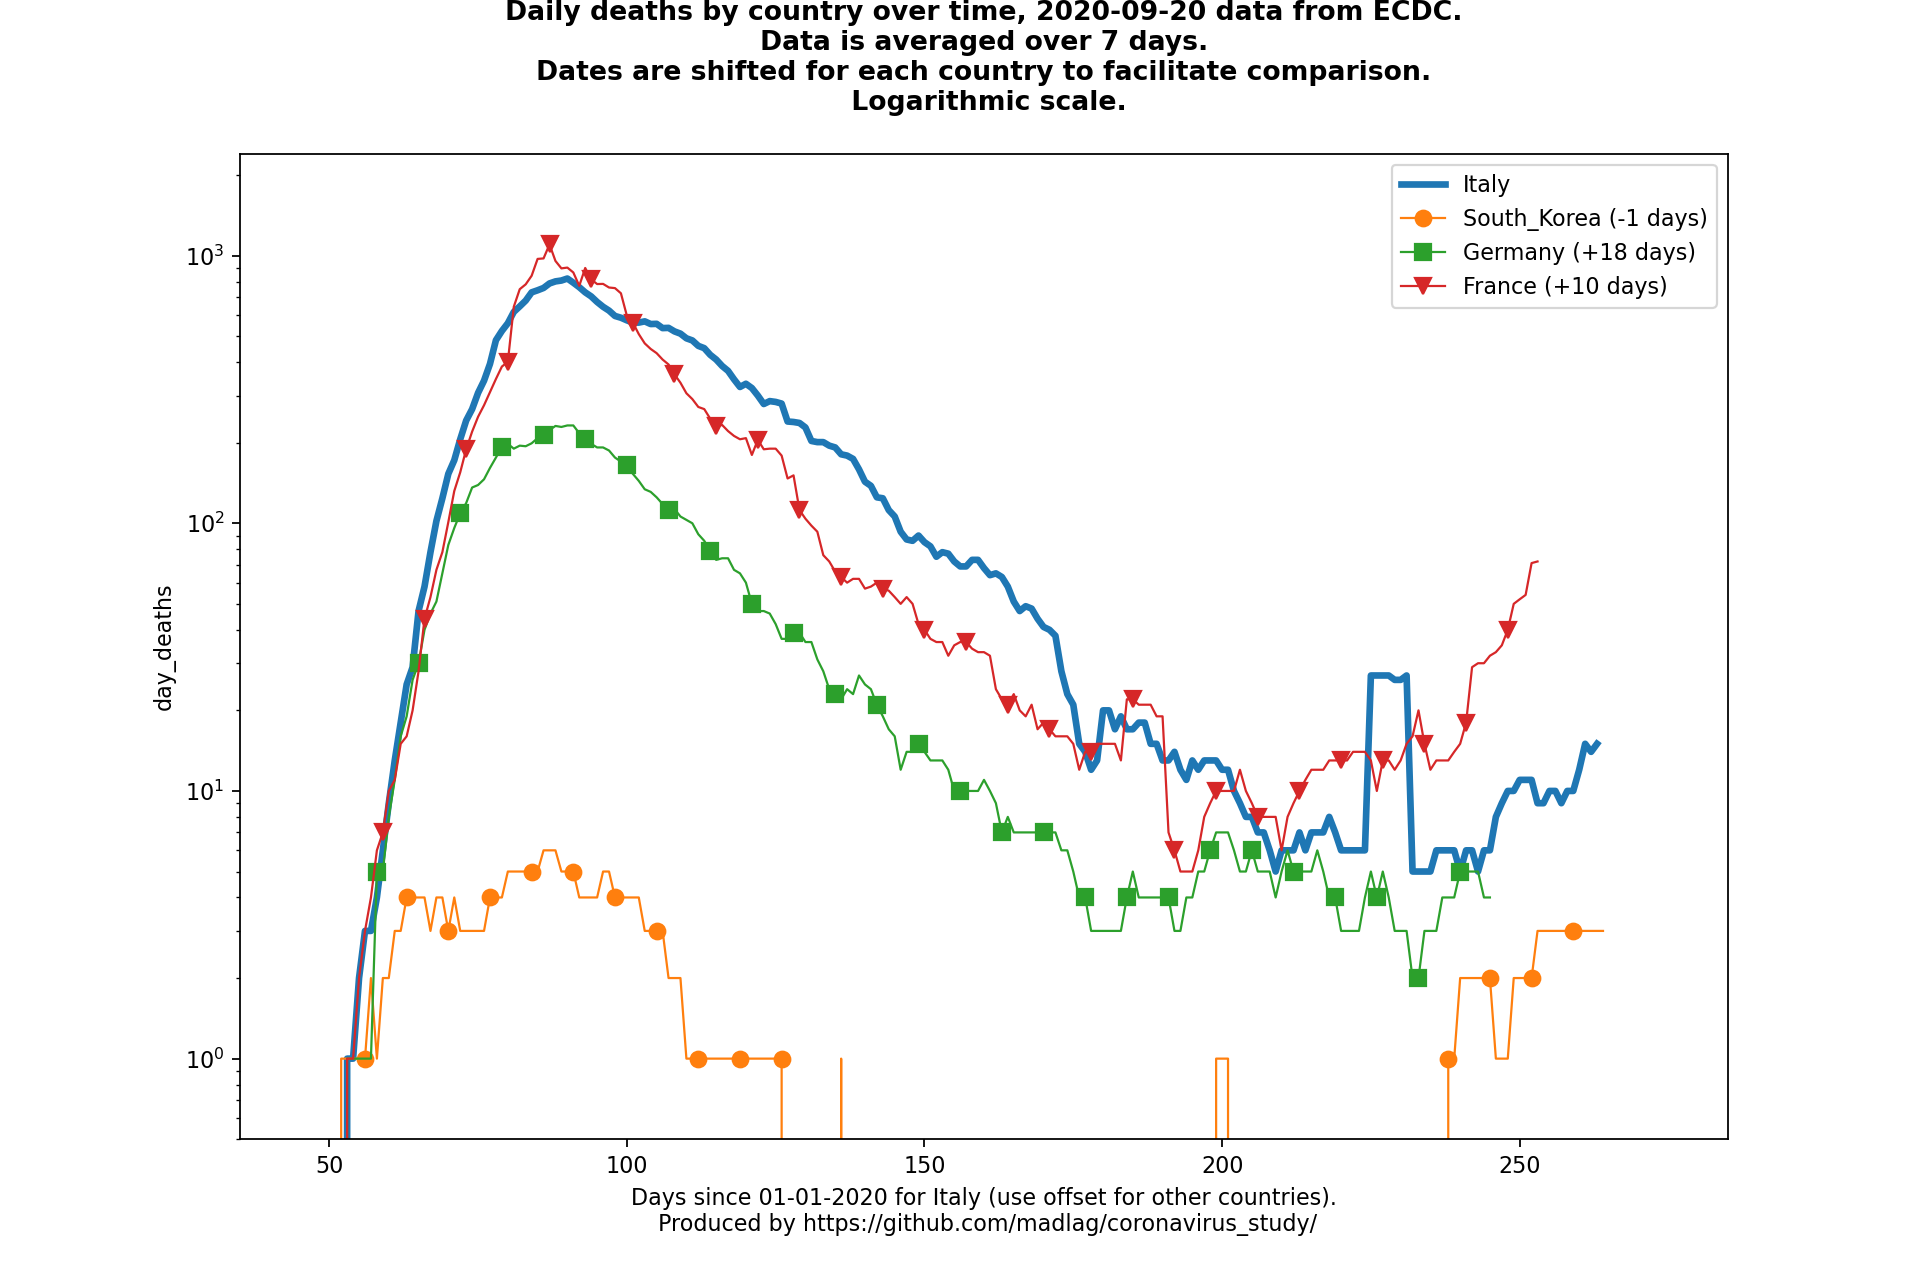 Daily deaths by country over time, 2020-09-20 data from ECDC.
Data is averaged over 7 days.
Dates are shifted for each country to facilitate comparison.
Logarithmic scale.
Italy
South_Korea (-1 days)
Germany (+18 days)
France (+10 days)
10³
10²
10¹
10⁰
day_deaths
50 100 150 200 250
Days since 01-01-2020 for Italy (use offset for other countries).
Produced by https://github.com/madlag/coronavirus_study/